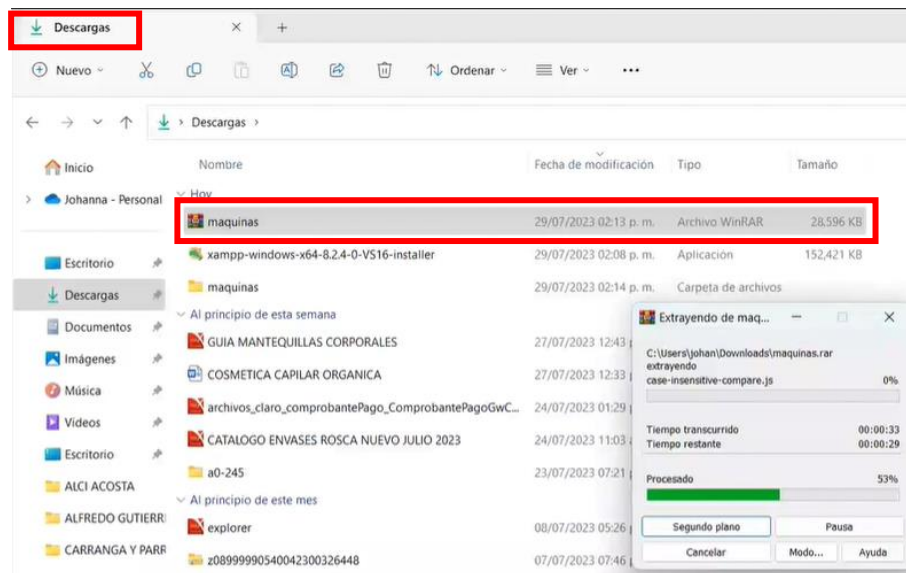 Descargas
Nuevo
Ordenar
Ver
Descargas
Inicio
Johanna - Personal
Escritorio
Descargas
Documentos
Imágenes
Música
Videos
Escritorio
ALCI ACOSTA
ALFREDO GUTIERR
CARRANGA Y PARR
Nombre Fecha de modificación Tipo Tamaño
Hoy
maquinas 29/07/2023 02:13 p. m. Archivo WinRAR 28,596 KB
xampp-windows-x64-8.2.4-0-VS16-installer 29/07/2023 02:08 p. m. Aplicación 152,421 KB
maquinas 29/07/2023 02:14 p. m. Carpeta de archivos
Al principio de esta semana
GUIA MANTEQUILLAS CORPORALES 27/07/2023 12:43
COSMETICA CAPILAR ORGANICA 27/07/2023 12:33
archivos_claro_comprobantePago_ComprobantePagoGwC... 24/07/2023 01:29
CATALOGO ENVASES ROSCA NUEVO JULIO 2023 24/07/2023 11:03
a0-245 23/07/2023 07:21
Al principio de este mes
explorer 08/07/2023 05:26
z08999990540042300326448 07/07/2023 07:46
Extrayendo de maq...
C:\Users\johan\Downloads\maquinas.rar
extrayendo
case-insensitive-compare.js 0%
Tiempo transcurrido 00:00:33
Tiempo restante 00:00:29
Procesado 53%
Segundo plano Pausa
Cancelar Modo... Ayuda